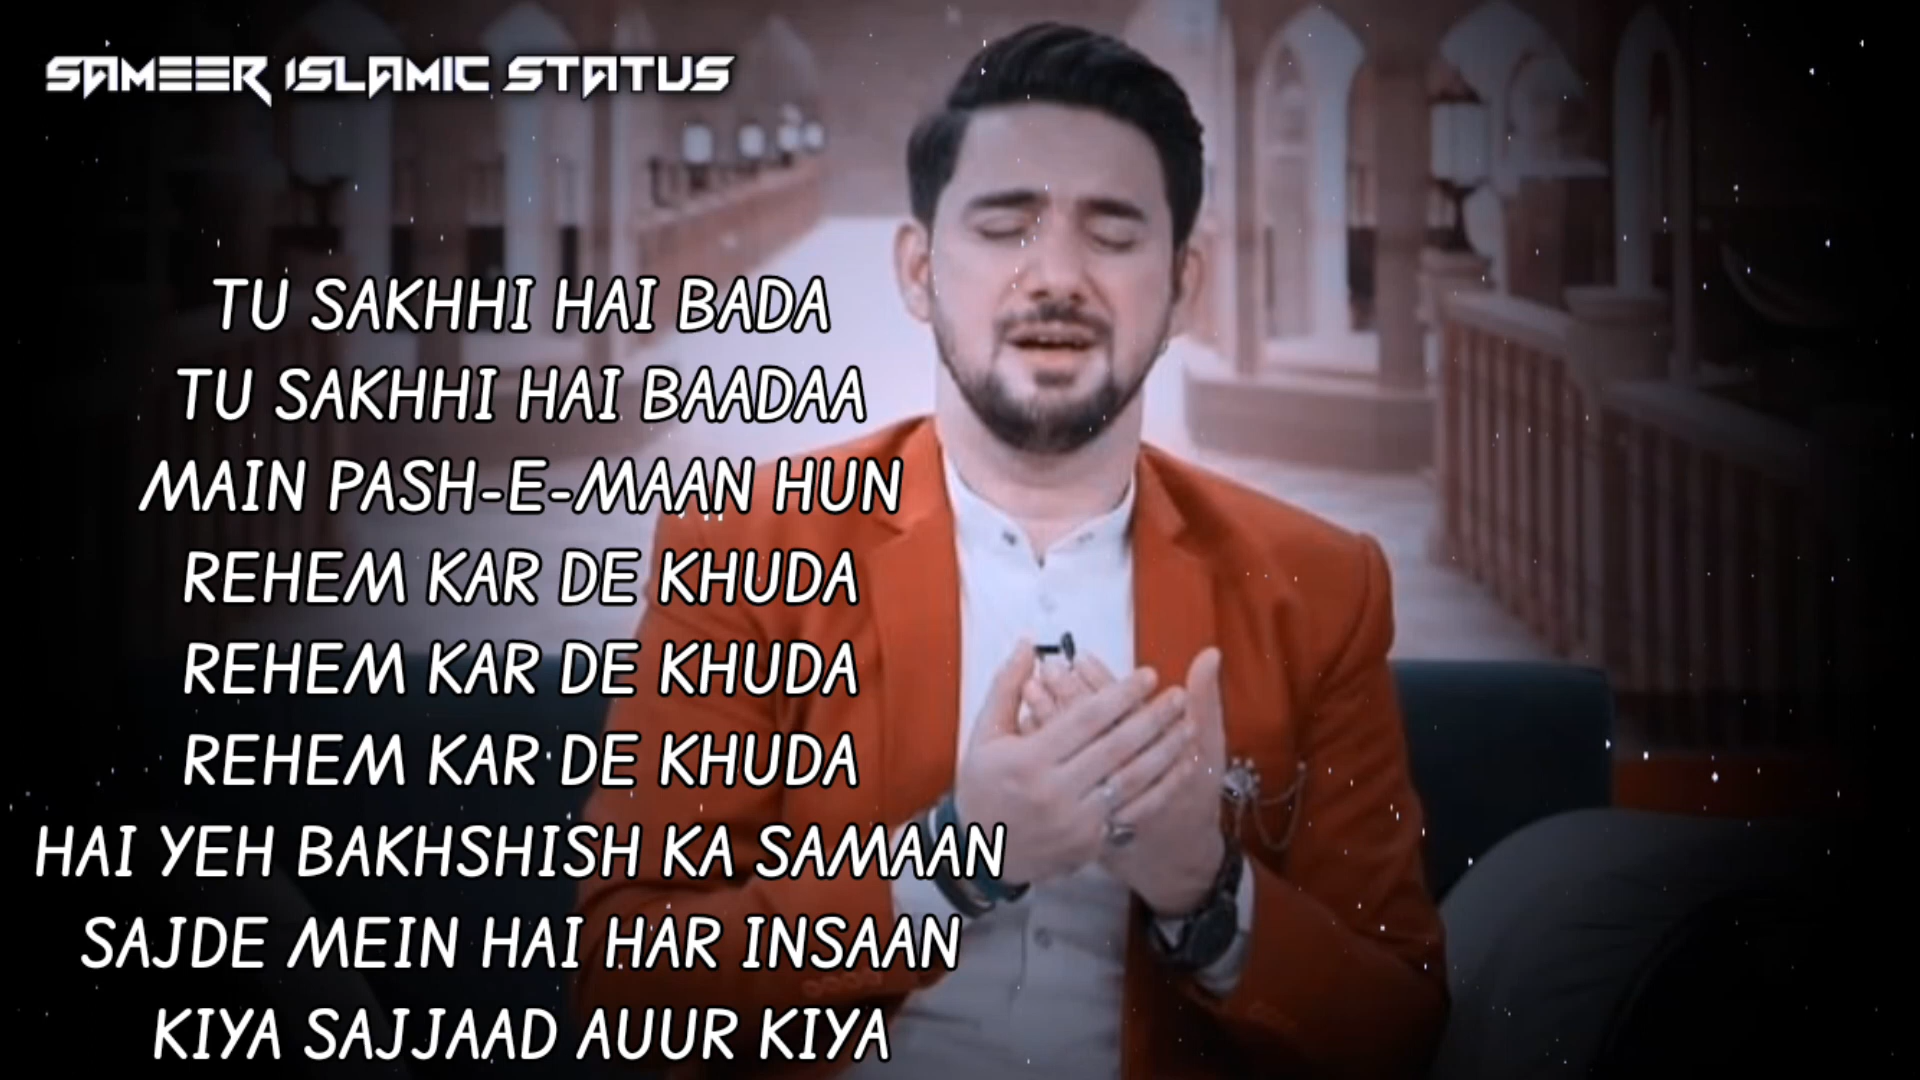 SAMEER ISLAMIC STATUS
TU SAKHHI HAI BADA
TU SAKHHI HAI BAADAA
MAIN PASH-E-MAAN HUN
REHEM KAR DE KHUDA
REHEM KAR DE KHUDA
REHEM KAR DE KHUDA
HAI YEH BAKHSHISH KA SAMAAN
SAJDE MEIN HAI HAR INSAAN
KIYA SAJJAAD AUUR KIYA